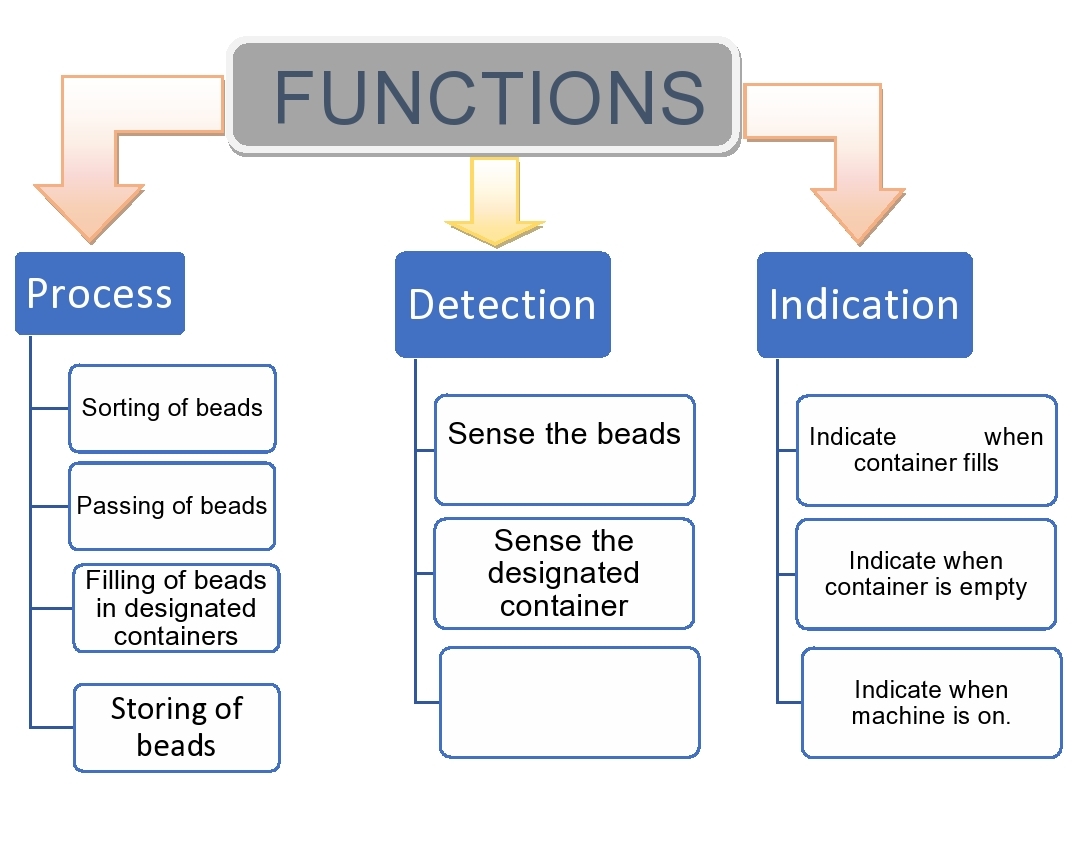 FUNCTIONS
Process
Sorting of beads
Passing of beads
Filling of beads
in designated
containers
Storing of
beads
Detection
Sense the beads
Sense the
designated
container
Indication
Indicate when
container fills
Indicate when
container is empty
Indicate when
machine is on.